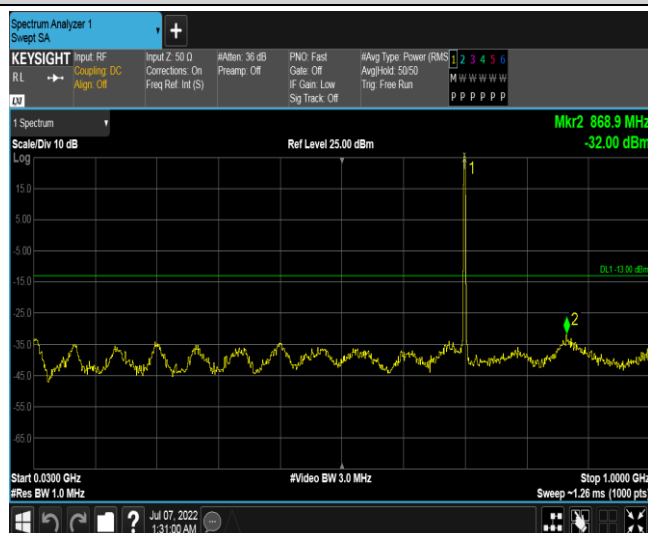 Spectrum Analyzer 1
Swept SA
+
KEYSIGHT
RL
LXI
Input: RF
Coupling: DC
Align: Off
Input Z: 50 Ω
Corrections: On
Freq Ref: Int (S)
#Atten: 36 dB
Preamp: Off
PNO: Fast
Gate: Off
IF Gain: Low
Sig Track: Off
#Avg Type: Power (RMS
Avg|Hold: 50/50
Trig: Free Run
1 2 3 4 5 6
M W W W W W
P P P P P P
1 Spectrum
Scale/Div 10 dB
Ref Level 25.00 dBm
Mkr2 868.9 MHz
-32.00 dBm
Log
15.0
5.00
-5.00
-15.0
-25.0
-35.0
-45.0
-55.0
-65.0
1
DL1 -13.00 dBm
2
Start 0.0300 GHz
#Res BW 1.0 MHz
#Video BW 3.0 MHz
Stop 1.0000 GHz
Sweep ~1.26 ms (1000 pts)
?
Jul 07, 2022
1:31:00 AM